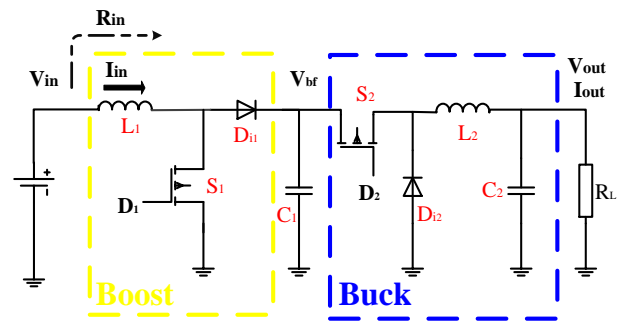 Rin
Vin
Iin
L1
Di1
S1
D1
Vbf
C1
S2
D2
Di2
L2
C2
Vout
Iout
RL
Boost
Buck